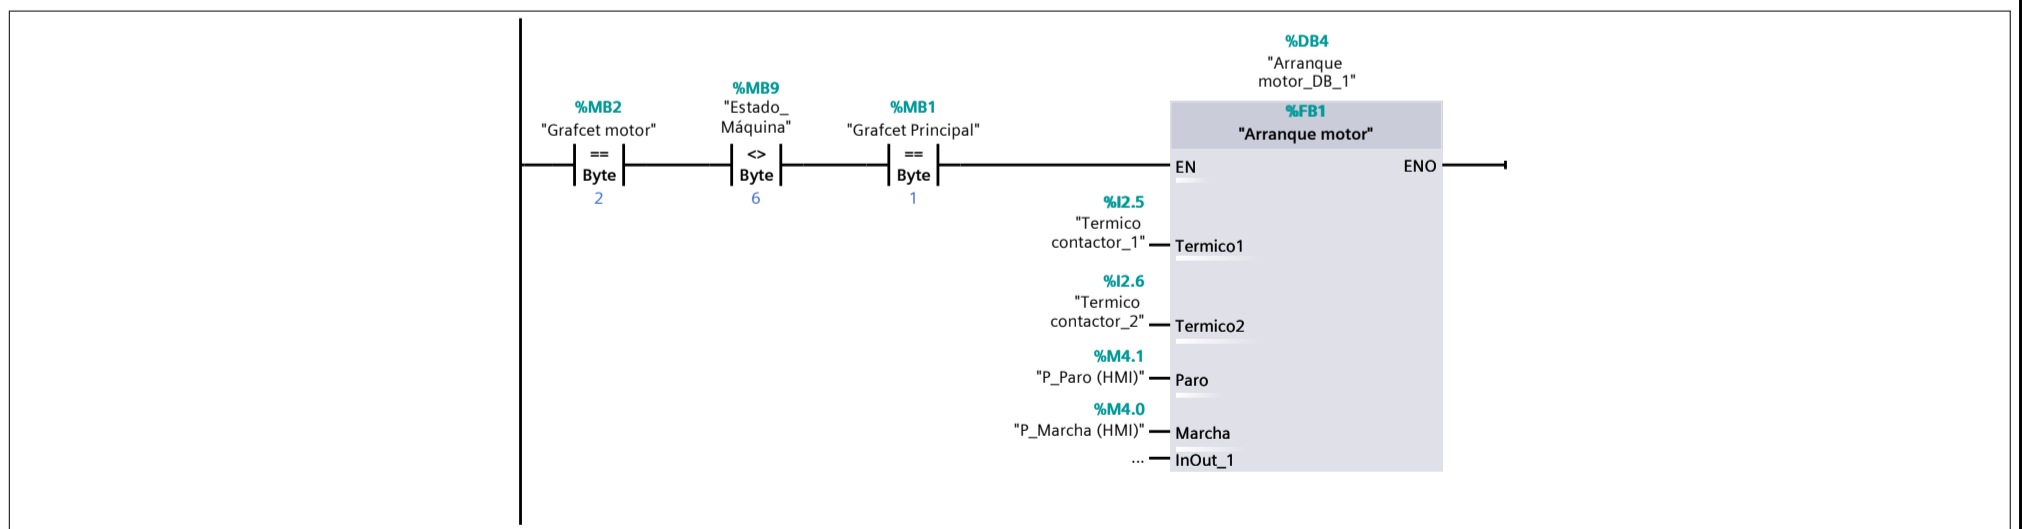 %DB4
"Arranque
motor_DB_1"
%MB9
"Estado_
Máquina"
%MB2
"Grafcet motor"
%MB1
"Grafcet Principal"
%FB1
"Arranque motor"
==
Byte
2
<>
Byte
6
==
Byte
1
EN
ENO
%I2.5
"Termico
contactor_1"
Termico1
%I2.6
"Termico
contactor_2"
Termico2
%M4.1
"P_Paro (HMI)"
Paro
%M4.0
"P_Marcha (HMI)"
Marcha
...
InOut_1